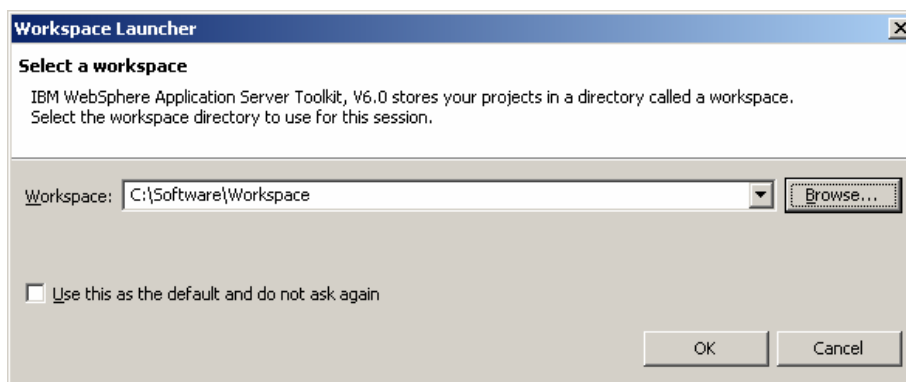 Workspace Launcher
Select a workspace
IBM WebSphere Application Server Toolkit, V6.0 stores your projects in a directory called a workspace.
Select the workspace directory to use for this session.
Workspace: C:\Software\Workspace Browse...
Use this as the default and do not ask again
OK Cancel